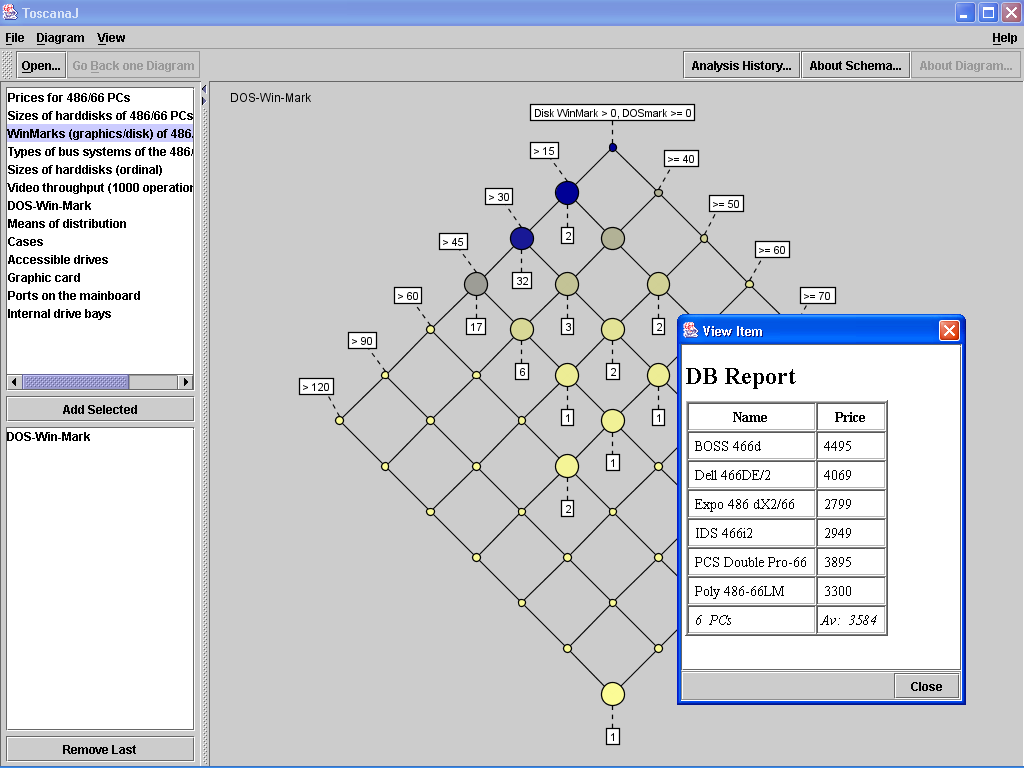 ToscanaJ
File Diagram View Help
Open... Go Back one Diagram Analysis History... About Schema... About Diagram...
Prices for 486/66 PCs
Sizes of harddisks of 486/66 PCs
WinMarks (graphics/disk) of 486.
Types of bus systems of the 486/
Sizes of harddisks (ordinal)
Video throughput (1000 operation
DOS-Win-Mark
Means of distribution
Cases
Accessible drives
Graphic card
Ports on the mainboard
Internal drive bays
Add Selected
DOS-Win-Mark
Remove Last
DOS-Win-Mark
Disk WinMark > 0, DOSmark >= 0
> 15
>= 40
> 30
>= 50
2
> 45
>= 60
32
> 60
>= 70
17
3
2
> 90
6
2
> 120
1
1
1
2
1
View Item
DB Report
Name Price
BOSS 466d 4495
Dell 466DE/2 4069
Expo 486 dX2/66 2799
IDS 466i2 2949
PCS Double Pro-66 3895
Poly 486-66LM 3300
6 PCs Av: 3584
Close